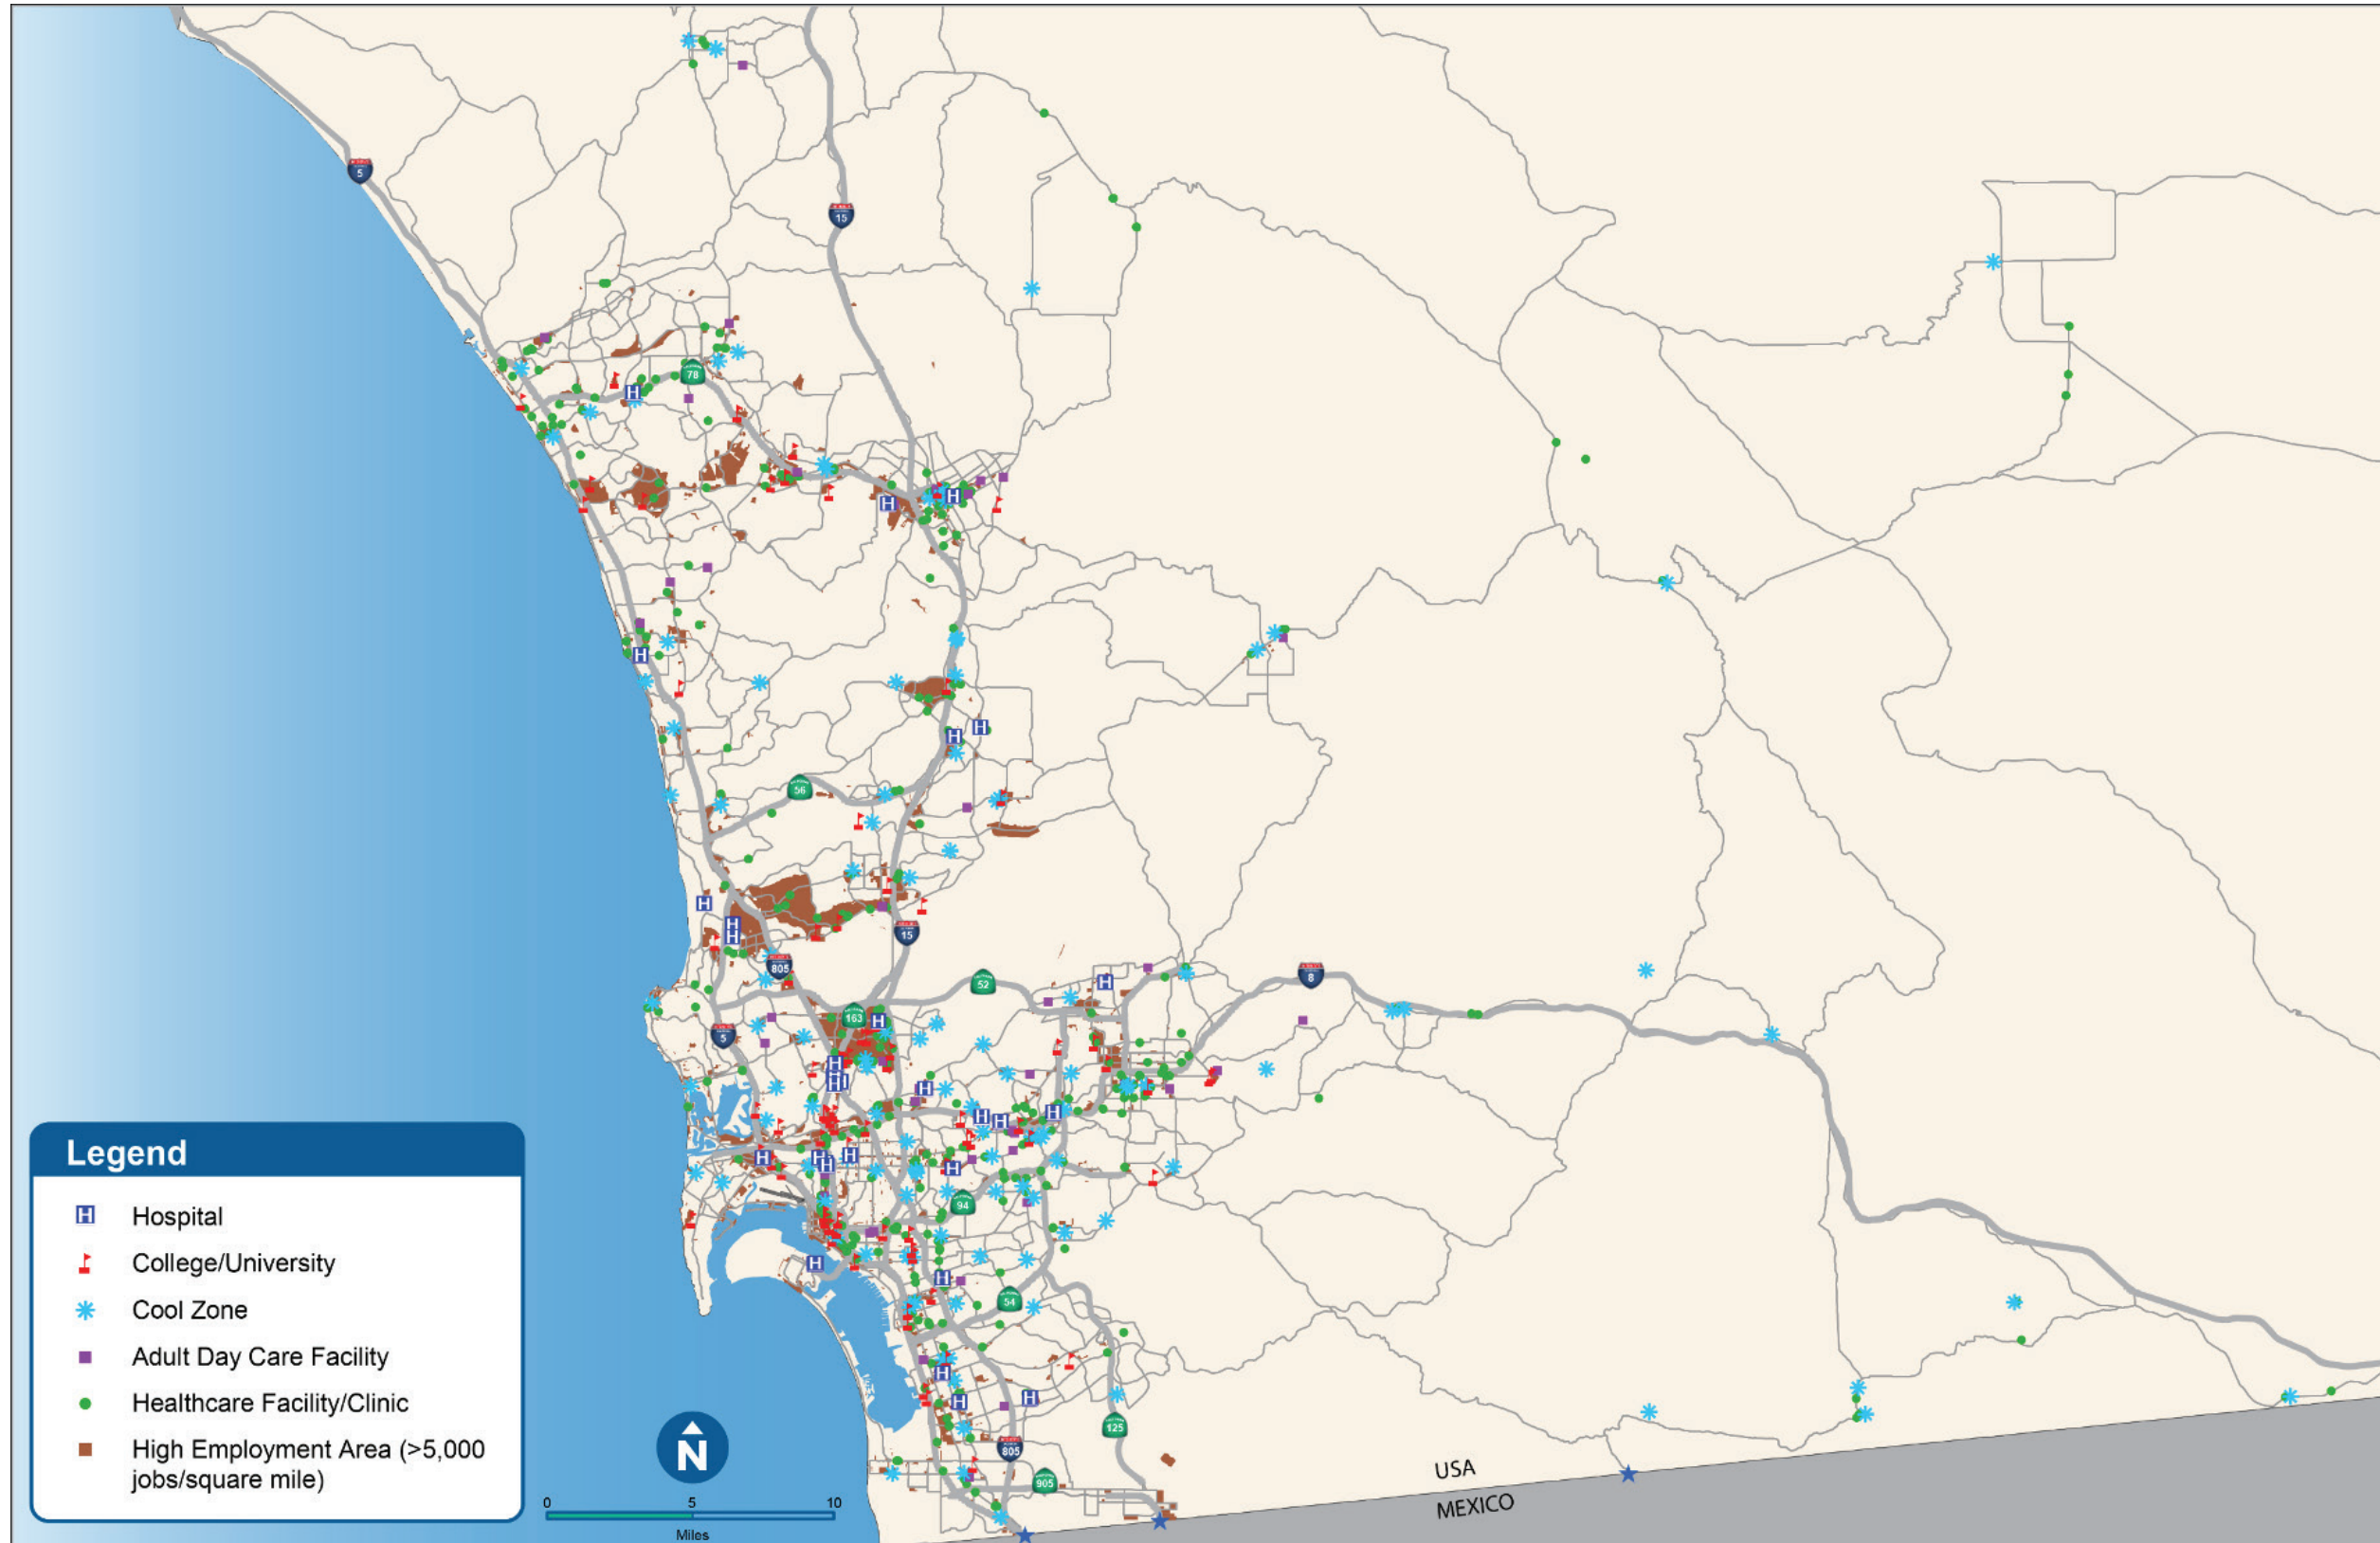 5
15
78
56
15
805
52
8
163
5
94
54
125
805
905
USA
MEXICO
Legend
H Hospital
College/University
Cool Zone
Adult Day Care Facility
Healthcare Facility/Clinic
High Employment Area (>5,000
jobs/square mile)
N
0 5 10
Miles